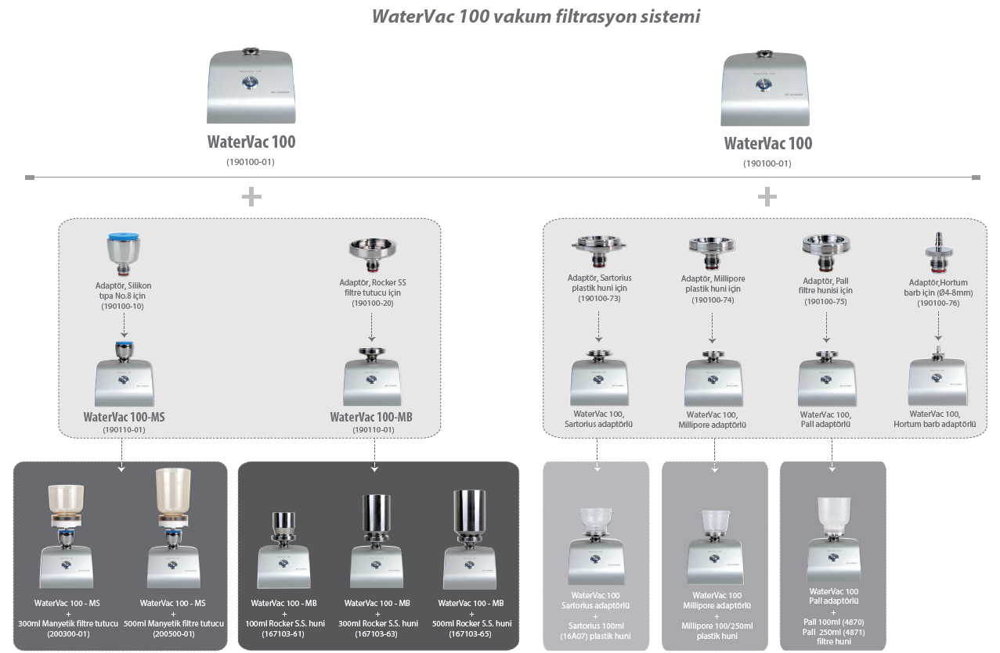 WaterVac 100 vakum filtrasyon sistemi
WaterVac 100
(190100-01)
WaterVac 100
(190100-01)
+
+
Adaptör, Silikon
tıpa No.8 için
(190100-10)
Adaptör, Rocker SS
filtre tutucu için
(190100-20)
Adaptör, Sartorius
plastik huni için
(190100-73)
Adaptör, Millipore
plastik huni için
(190100-74)
Adaptör, Pall
filtre hunisi için
(190100-75)
Adaptör,Hortum
barb için (Ø4-8mm)
(190100-76)
WaterVac 100-MS
(190110-01)
WaterVac 100-MB
(190110-01)
WaterVac 100,
Sartorius adaptörlü
WaterVac 100,
Millipore adaptörlü
WaterVac 100,
Pall adaptörlü
WaterVac 100,
Hortum barb adaptörlü
WaterVac 100 - MS
+
300ml Manyetik filtre tutucu
(200300-01)
WaterVac 100 - MS
+
500ml Manyetik filtre tutucu
(200500-01)
WaterVac 100 - MB
+
100ml Rocker S.S. huni
(167103-61)
WaterVac 100 - MB
+
300ml Rocker S.S. huni
(167103-63)
WaterVac 100 - MB
+
500ml Rocker S.S. huni
(167103-65)
WaterVac 100
Sartorius adaptörlü
+
Sartorius 100ml
(16A07) plastik huni
WaterVac 100
Millipore adaptörlü
+
Millipore 100/250ml
plastik huni
WaterVac 100
Pall adaptörlü
+
Pall 100ml (4870)
Pall 250ml (4871)
filtre huni